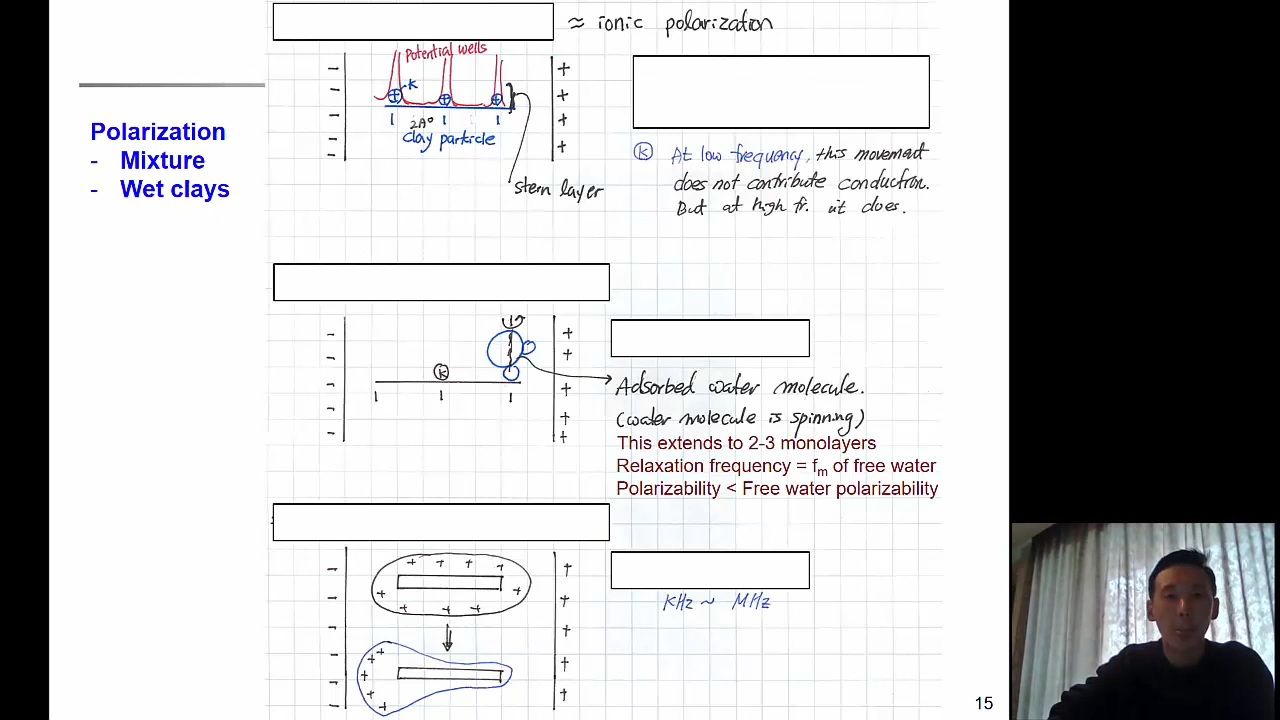 ≈ ionic polarization
Potential wells
K
2A°
clay particle
stern layer
Polarization
- Mixture
- Wet clays
Ⓚ At low frequency, this movement
does not contribute conduction.
But at high fr. it does.
K
Adsorbed water molecule.
(water molecule is spinning)
This extends to 2-3 monolayers
Relaxation frequency = fm of free water
Polarizability < Free water polarizability
KHz ~ MHz
15